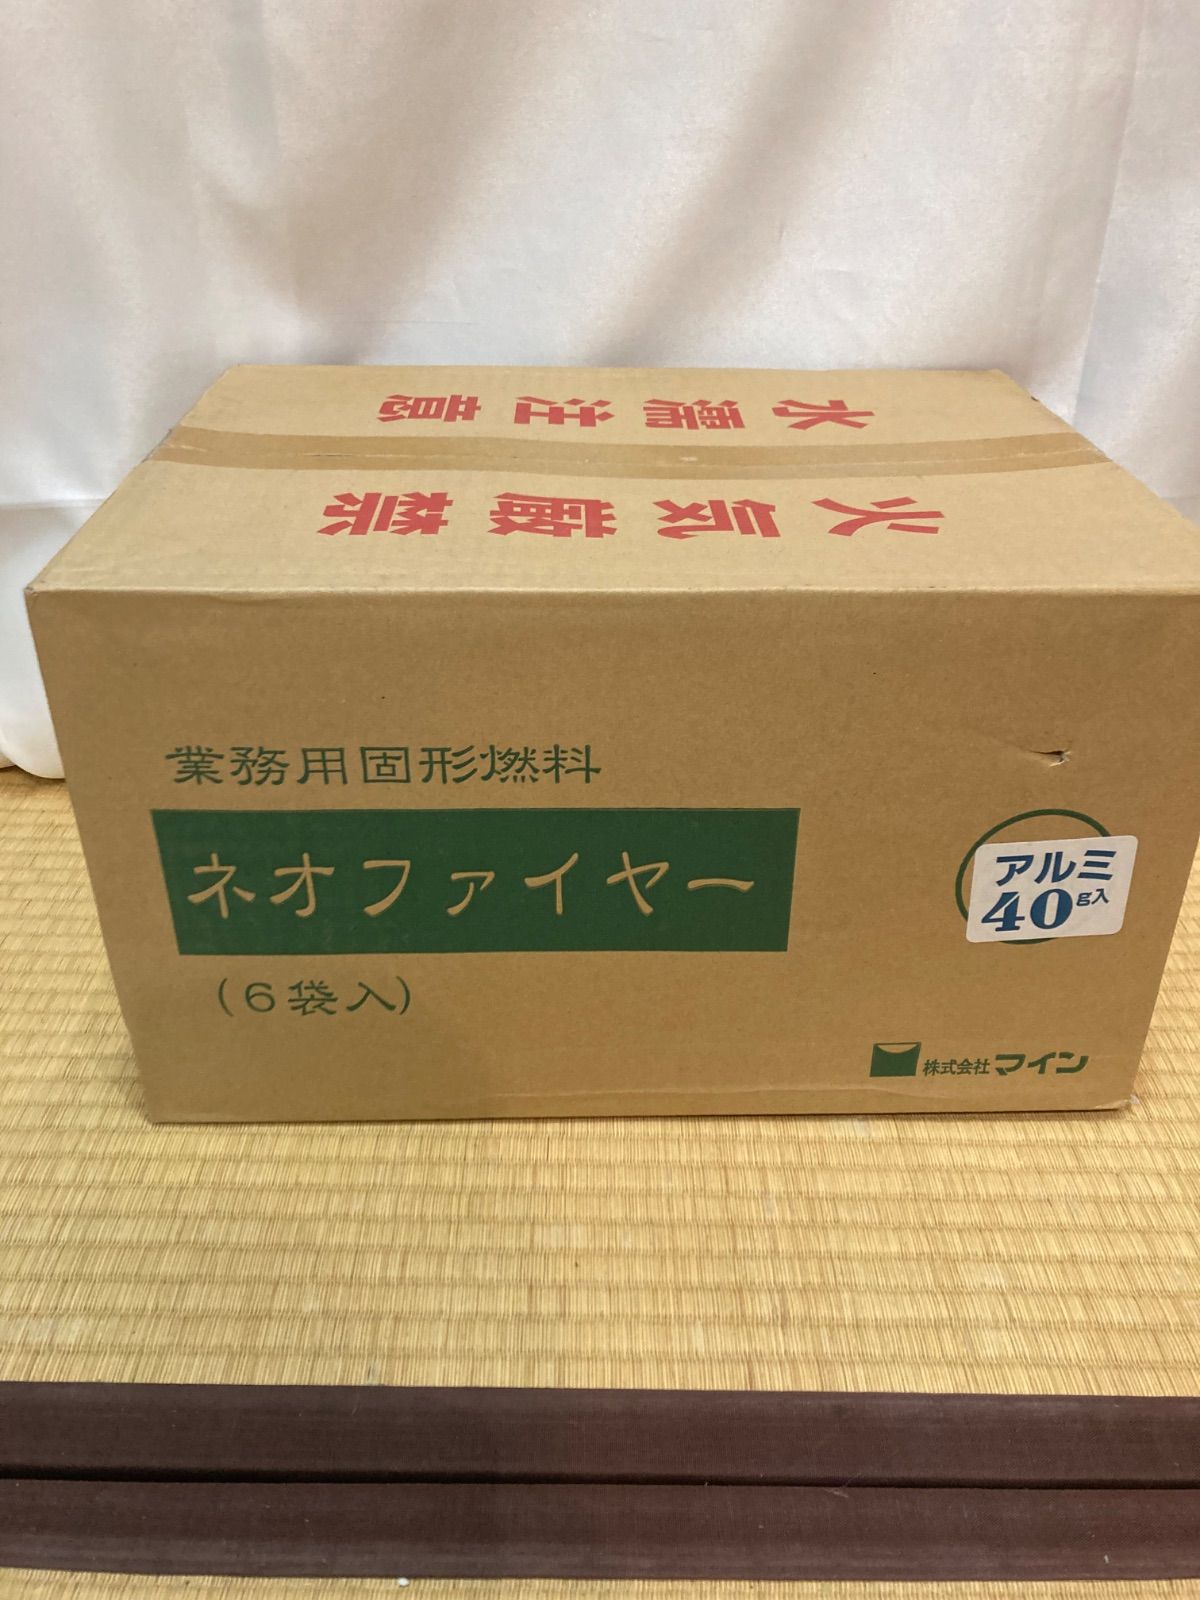 水濡注意
火気厳禁
業務用固形燃料
ネオファイヤー
(6袋入)
アルミ
40g入
株式会社マイン